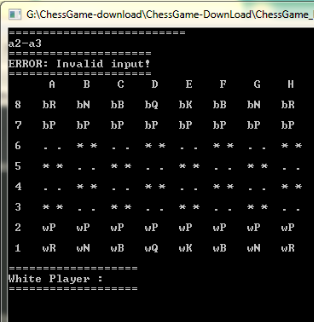 G:\ChessGame-download\ChessGame-DownLoad\ChessGame_
==========================
a2-a3
====================
ERROR: Invalid input!
====================
A B C D E F G H
8 bR bN bB bQ bK bB bN bR
7 bP bP bP bP bP bP bP bP
6 . . * * . . * * . . * * . . * *
5 * * . . * * . . * * . . * * . .
4 . . * * . . * * . . * * . . * *
3 * * . . * * . . * * . . * * . .
2 wP wP wP wP wP wP wP wP
1 wR wN wB wQ wK wB wN wR
==================
White Player :
==================